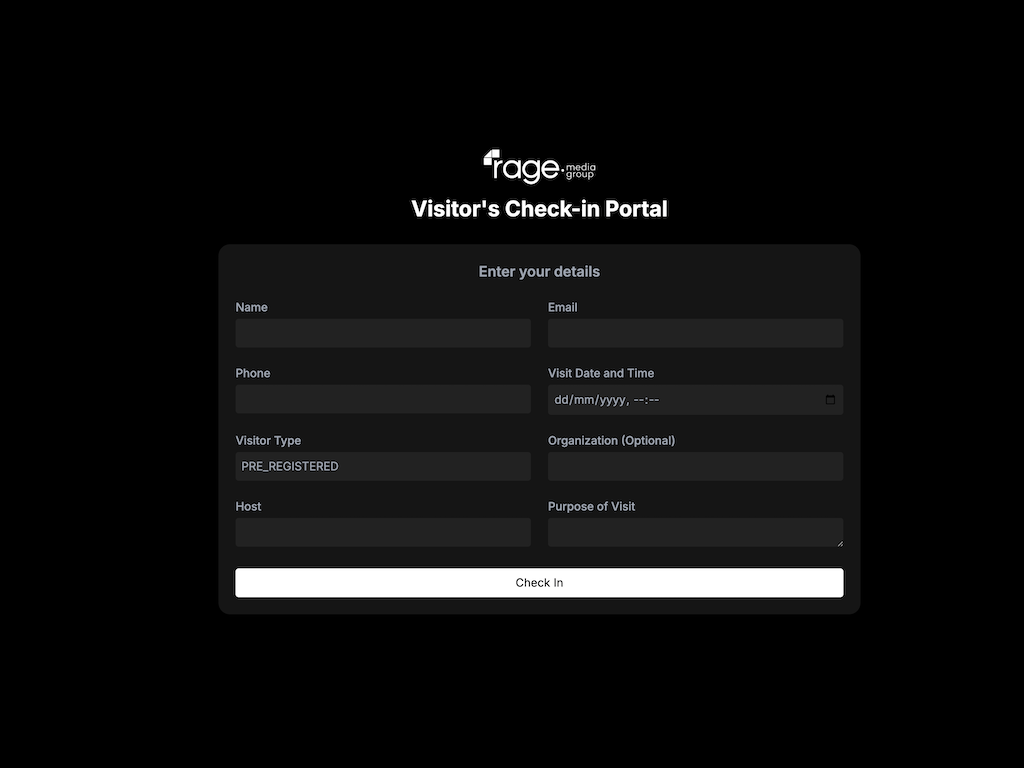 rage.media group
Visitor's Check-in Portal
Enter your details
Name
Email
Phone
Visit Date and Time
dd/mm/yyyy, --:--
Visitor Type
Organization (Optional)
PRE_REGISTERED
Host
Purpose of Visit
Check In